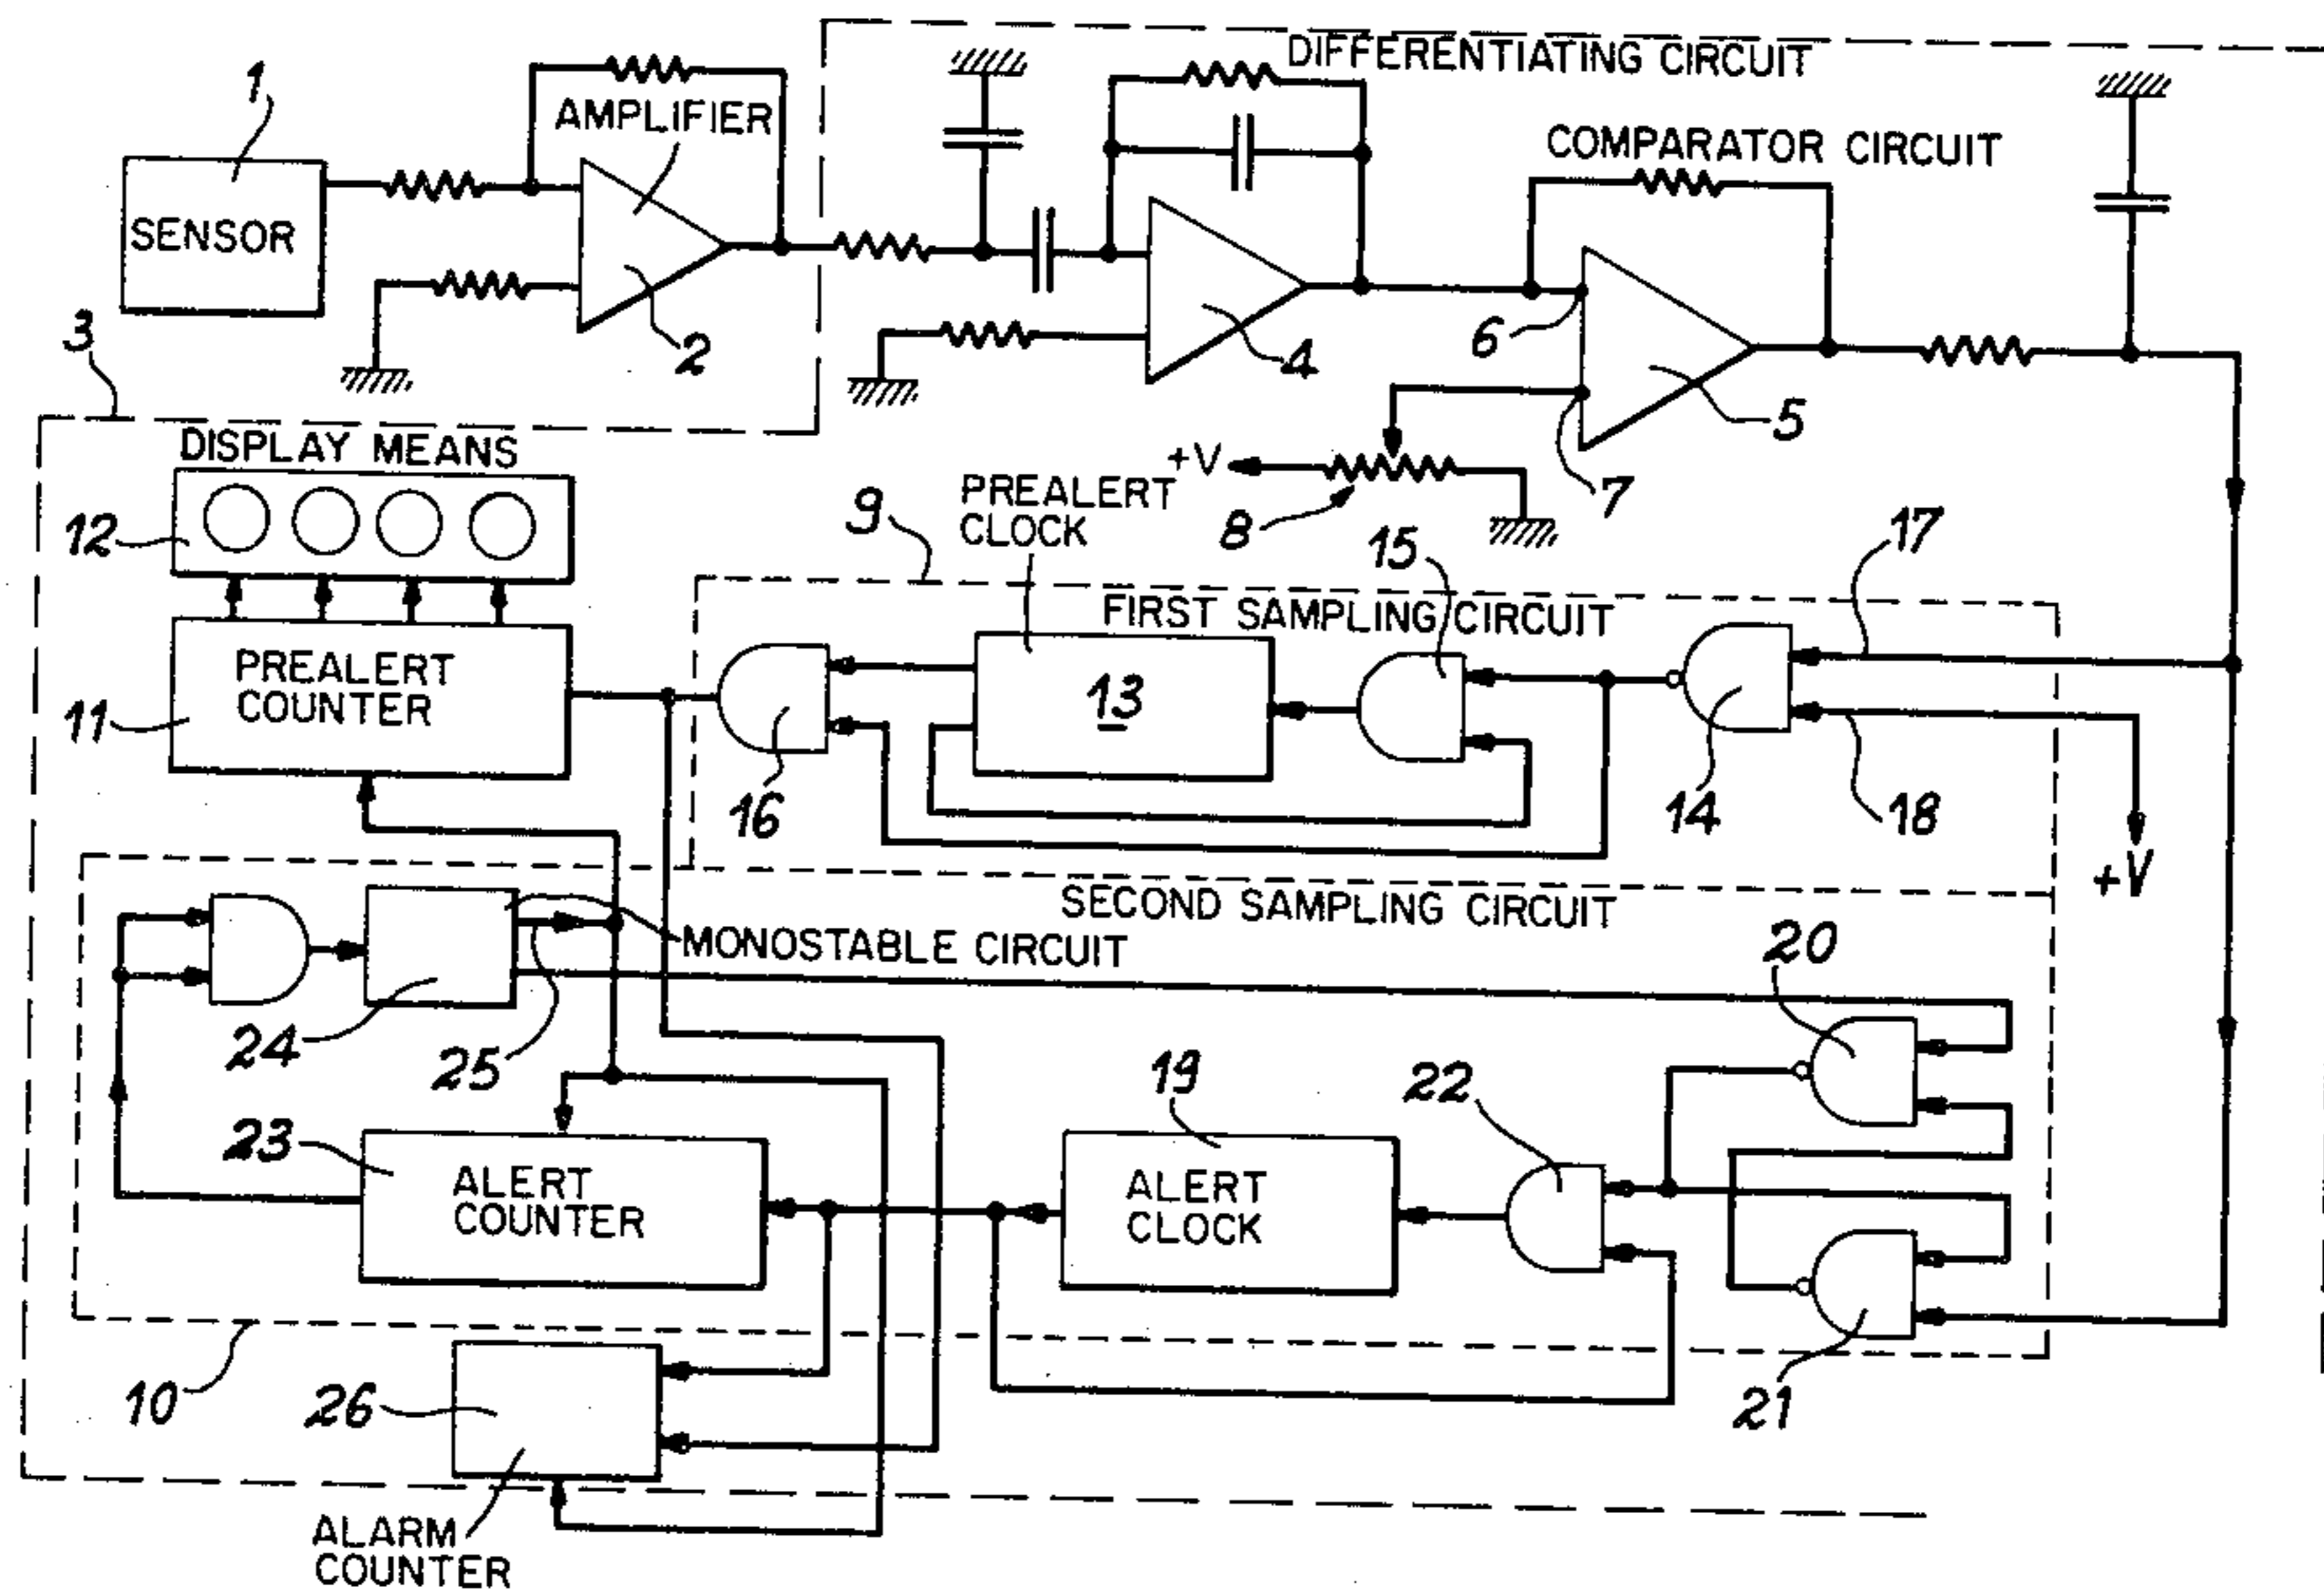 DIFFERENTIATING CIRCUIT
1
AMPLIFIER
COMPARATOR CIRCUIT
SENSOR
2
3
4
6
5
7
DISPLAY MEANS
+V
8
PREALERT
CLOCK
9
12
15
17
FIRST SAMPLING CIRCUIT
PREALERT
COUNTER
11
13
16
14
18
+V
SECOND SAMPLING CIRCUIT
MONOSTABLE CIRCUIT
20
24
25
19
22
23
ALERT
COUNTER
ALERT
CLOCK
10
26
21
ALARM
COUNTER